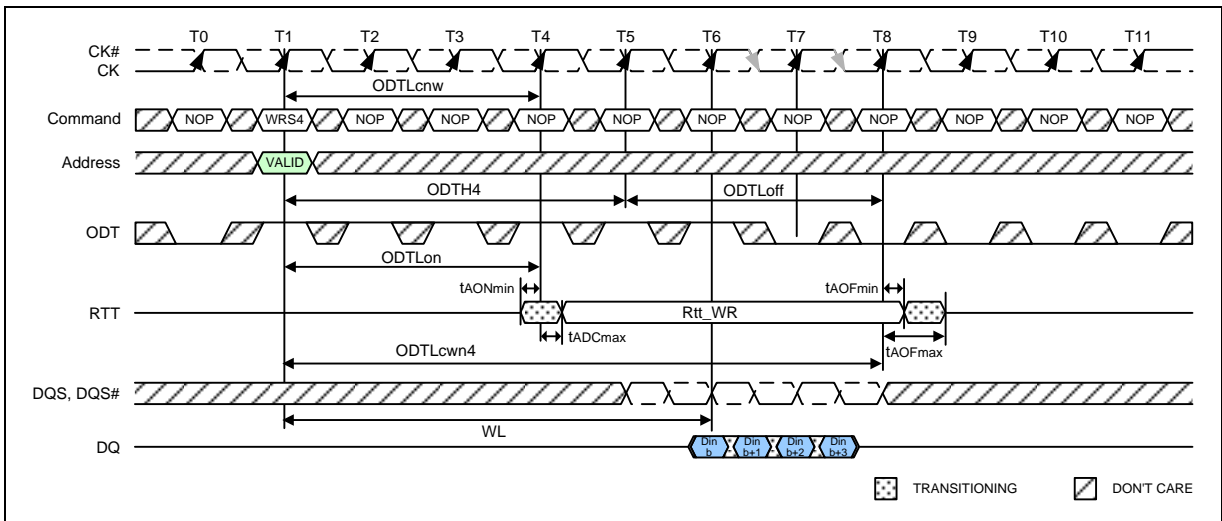 T0 T1 T2 T3 T4 T5 T6 T7 T8 T9 T10 T11
CK#
CK
ODTLcnw
Command NOP WRS4 NOP NOP NOP NOP NOP NOP NOP NOP NOP NOP
Address VALID
ODTH4 ODTLoff
ODT
ODTLon
tAONmin tAOFmin
RTT Rtt_WR
tADCmax
tAOFmax
ODTLcwn4
DQS, DQS#
WL
DQ Din b Din b+1 Din b+2 Din b+3
TRANSITIONING DON'T CARE